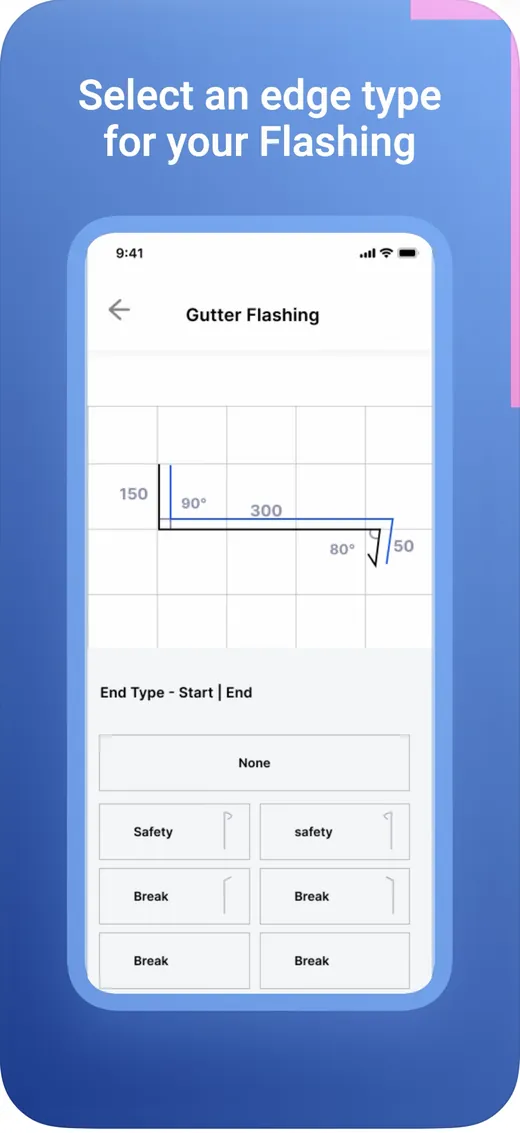 Select an edge type
for your Flashing
9:41
Gutter Flashing
150
90°
300
80°
50
End Type - Start | End
None
Safety
safety
Break
Break
Break
Break